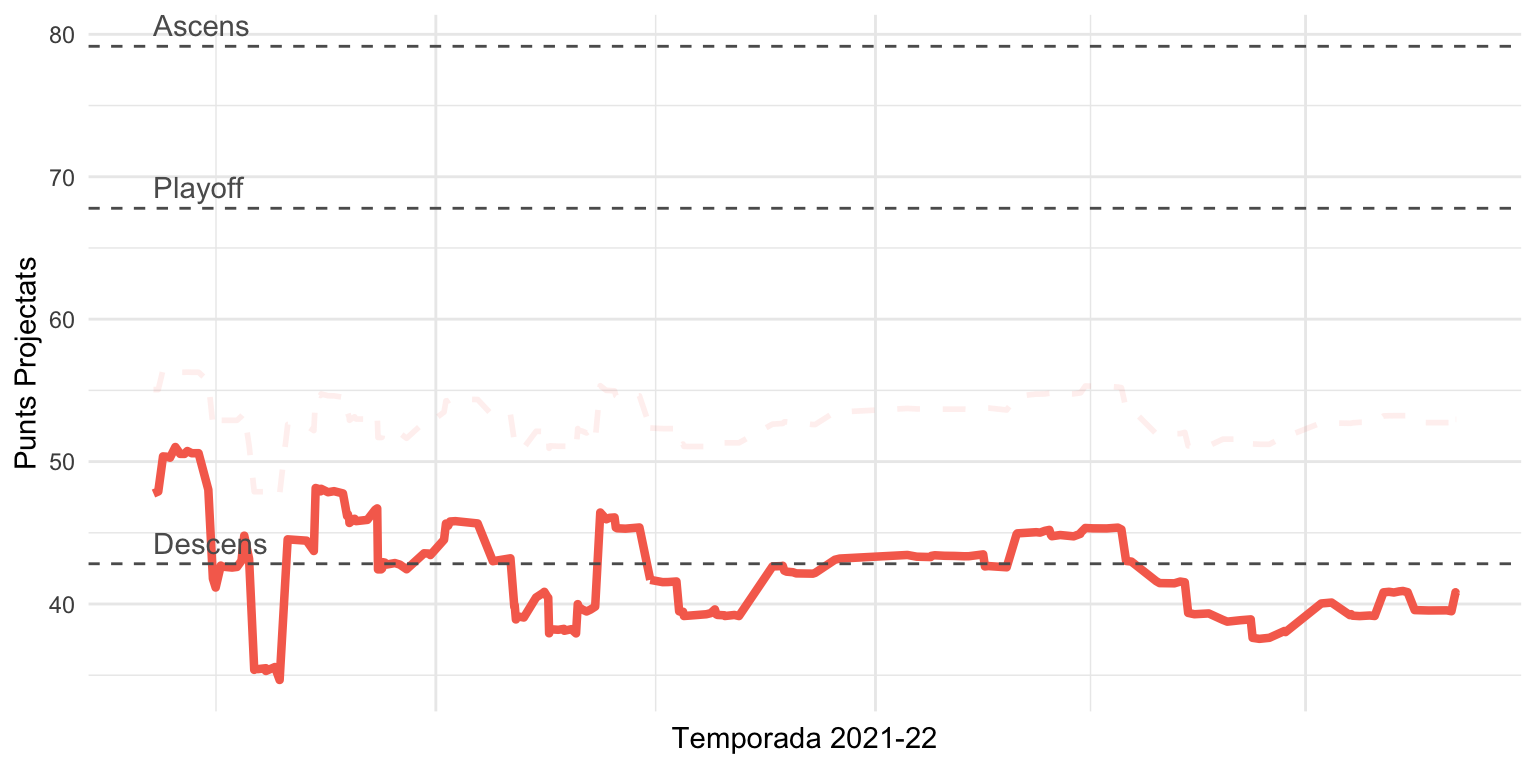 Ascens
80
Playoff
70
60
50
Descens
40
Punts Projectats
Temporada 2021-22